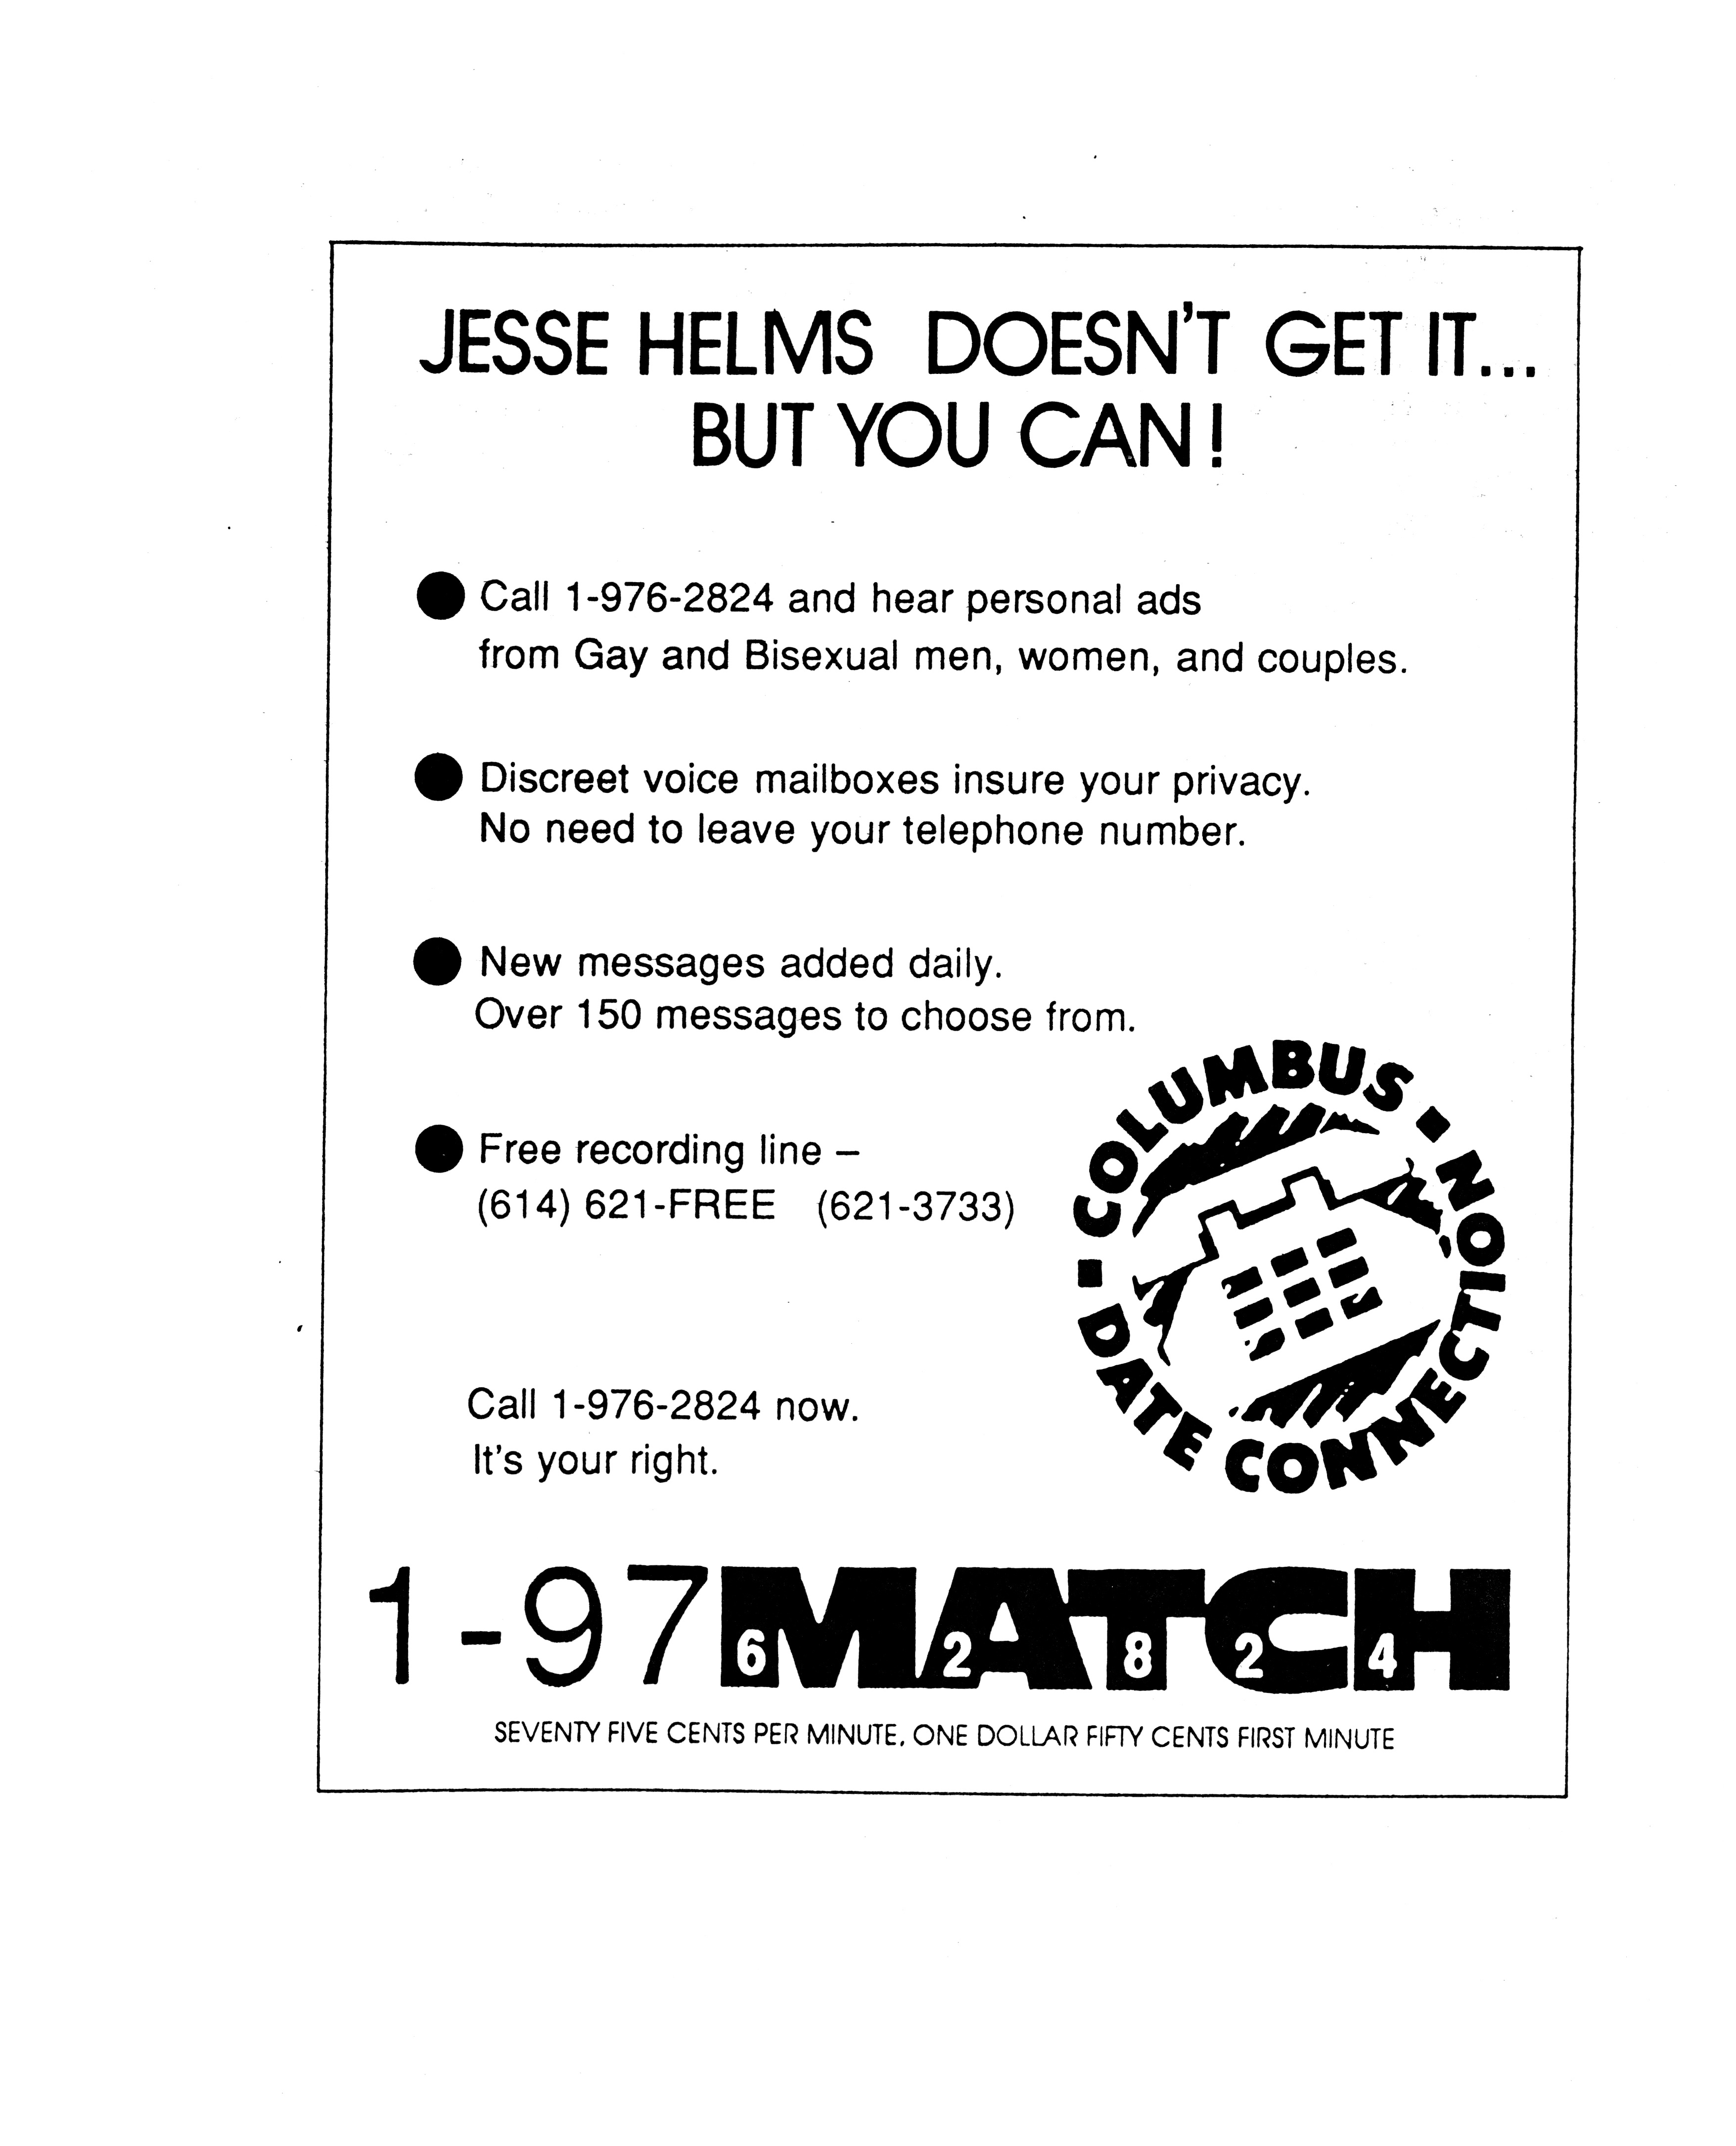 JESSE HELMS DOESN'T GET IT...
BUT YOU CAN!
● Call 1-976-2824 and hear personal ads
from Gay and Bisexual men, women, and couples.
● Discreet voice mailboxes insure your privacy.
No need to leave your telephone number.
● New messages added daily.
Over 150 messages to choose from.
● Free recording line –
(614) 621-FREE (621-3733)
COLUMBUS ▪ DATE CONNECTION ▪
Call 1-976-2824 now.
It's your right.
1-97MATCH
6 2 8 2 4
SEVENTY FIVE CENTS PER MINUTE, ONE DOLLAR FIFTY CENTS FIRST MINUTE